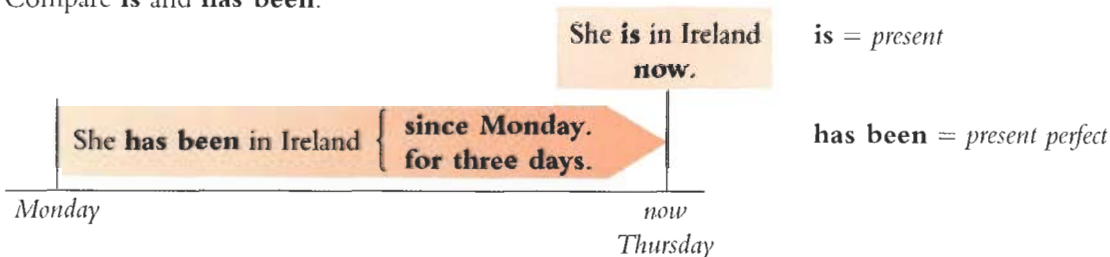 Compare is and has been:
She is in Ireland
now.
is = present
She has been in Ireland { since Monday.
for three days.
has been = present perfect
Monday
now
Thursday